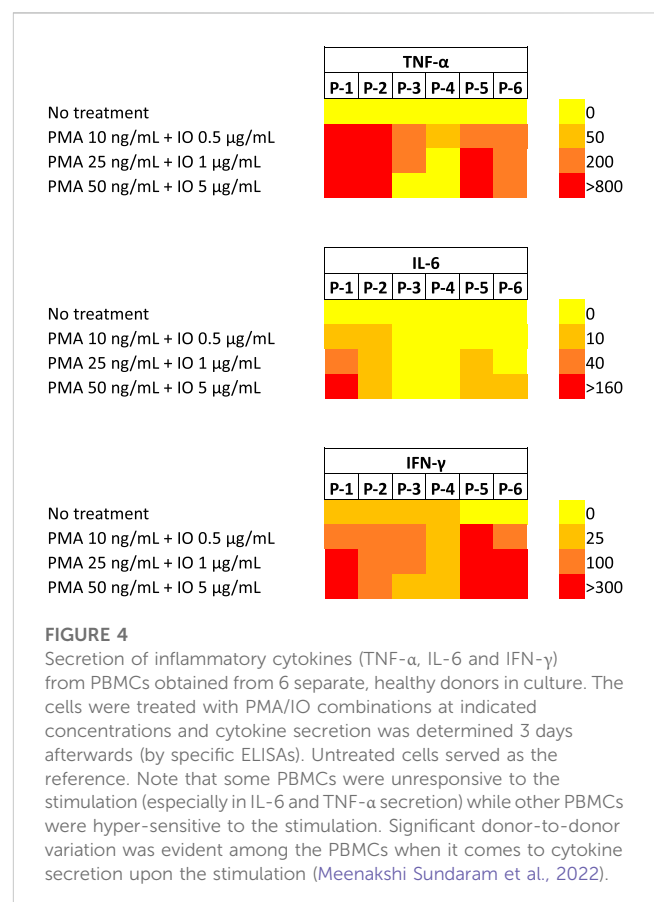 TNF-α
P-1 P-2 P-3 P-4 P-5 P-6
No treatment 0
PMA 10 ng/mL + IO 0.5 µg/mL 50
PMA 25 ng/mL + IO 1 µg/mL 200
PMA 50 ng/mL + IO 5 µg/mL >800
IL-6
P-1 P-2 P-3 P-4 P-5 P-6
No treatment 0
PMA 10 ng/mL + IO 0.5 µg/mL 10
PMA 25 ng/mL + IO 1 µg/mL 40
PMA 50 ng/mL + IO 5 µg/mL >160
IFN-γ
P-1 P-2 P-3 P-4 P-5 P-6
No treatment 0
PMA 10 ng/mL + IO 0.5 µg/mL 25
PMA 25 ng/mL + IO 1 µg/mL 100
PMA 50 ng/mL + IO 5 µg/mL >300
FIGURE 4
Secretion of inflammatory cytokines (TNF-α, IL-6 and IFN-γ)
from PBMCs obtained from 6 separate, healthy donors in culture. The
cells were treated with PMA/IO combinations at indicated
concentrations and cytokine secretion was determined 3 days
afterwards (by specific ELISAs). Untreated cells served as the
reference. Note that some PBMCs were unresponsive to the
stimulation (especially in IL-6 and TNF-α secretion) while other PBMCs
were hyper-sensitive to the stimulation. Significant donor-to-donor
variation was evident among the PBMCs when it comes to cytokine
secretion upon the stimulation (Meenakshi Sundaram et al., 2022).